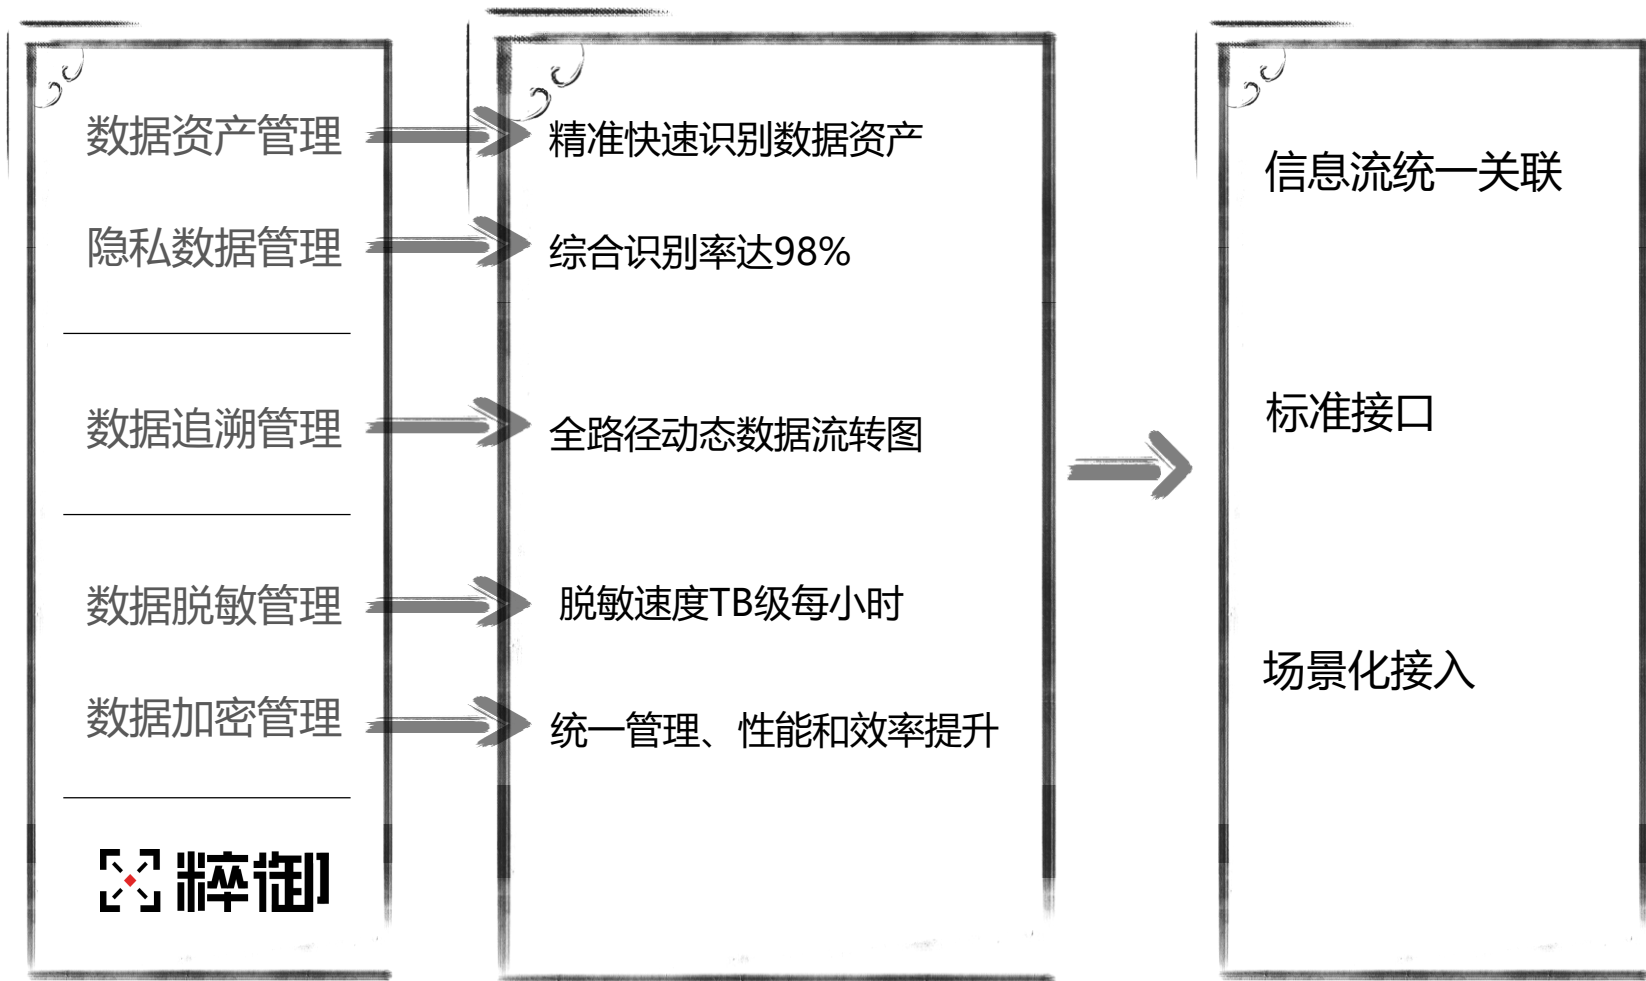 数据资产管理
隐私数据管理
数据追溯管理
数据脱敏管理
数据加密管理
粹御
精准快速识别数据资产
综合识别率达98%
全路径动态数据流转图
脱敏速度TB级每小时
统一管理、性能和效率提升
信息流统一关联
标准接口
场景化接入